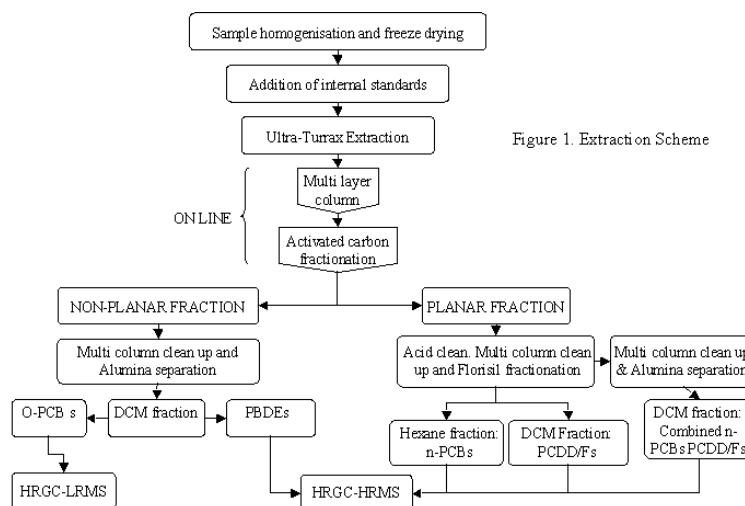 Sample homogenisation and freeze drying
Addition of internal standards
Ultra-Turrax Extraction
Figure 1. Extraction Scheme
Multi layer
column
ON LINE
Activated carbon
fractionation
NON-PLANAR FRACTION
PLANAR FRACTION
Multi column clean up and
Alumina separation
Acid clean. Multi column clean
up and Florisil fractionation
Multi column clean up
& Alumina separation
O-PCB s
DCM fraction
PBDEs
Hexane fraction:
n-PCBs
DCM Fraction:
PCDD/Fs
DCM fraction:
Combined n-
PCBs PCDD/Fs
HRGC-LRMS
HRGC-HRMS